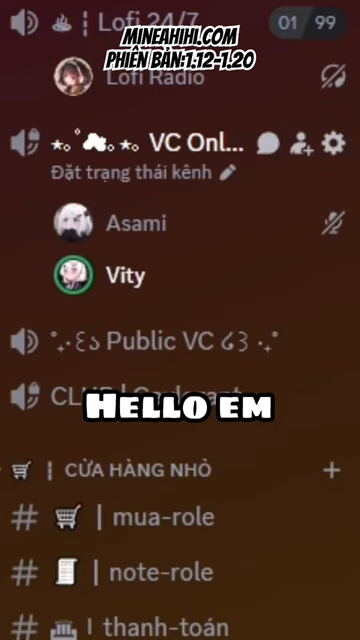 ┆ Lofi 24/7
01 / 99
MINEAHIHI.COM
PHIÊN BẢN:1.12-1.20
Lofi Radio
VC Onl...
Đặt trạng thái kênh
Asami
Vity
Public VC
HELLO EM
┆ CỬA HÀNG NHỎ
# | mua-role
# | note-role
# | thanh-toán